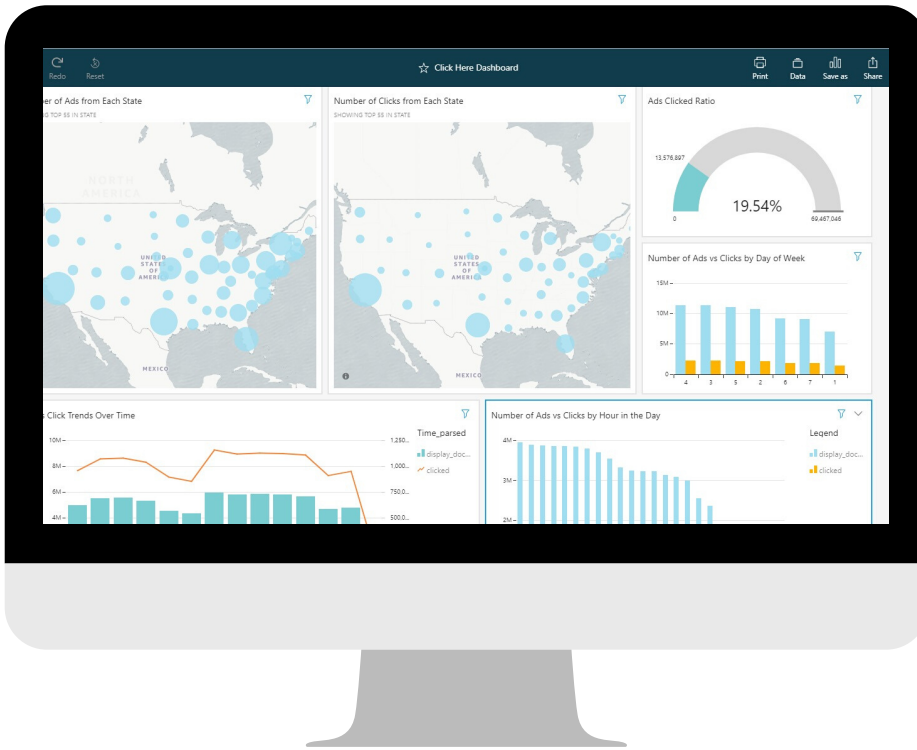 Redo
Reset
Click Here Dashboard
Print
Data
Save as
Share
er of Ads from Each State
SHOWING TOP 55 IN STATE
NORTH
AMERICA
UNITED
STATES
OF
AMERICA
MEXICO
Number of Clicks from Each State
SHOWING TOP 55 IN STATE
UNITED
STATES
OF
AMERIC
MEXICO
Ads Clicked Ratio
13,576,897
19.54%
0
69,467,046
Number of Ads vs Clicks by Day of Week
15M
10M
5M
0
4 3 5 2 6 7 1
s Click Trends Over Time
10M
8M
6M
4M
1,250...
1,000...
750.0...
500.0...
Time_parsed
display_doc...
clicked
Number of Ads vs Clicks by Hour in the Day
4M
3M
2M
Legend
display_doc...
clicked